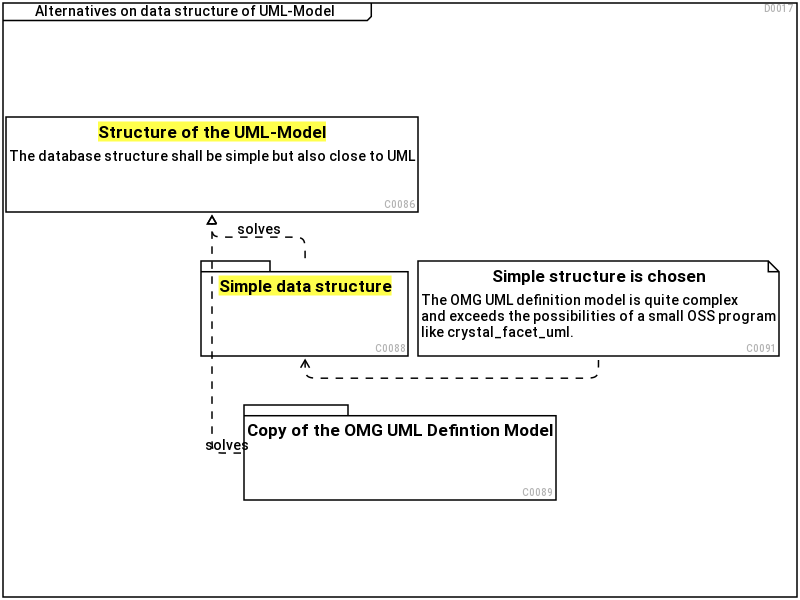 Alternatives on data structure of UML-Model
D0017
Structure of the UML-Model
The database structure shall be simple but also close to UML
C0086
solves
Simple data structure
C0088
Simple structure is chosen
The OMG UML definition model is quite complex
and exceeds the possibilities of a small OSS program
like crystal_facet_uml.
C0091
solves
Copy of the OMG UML Defintion Model
C0089